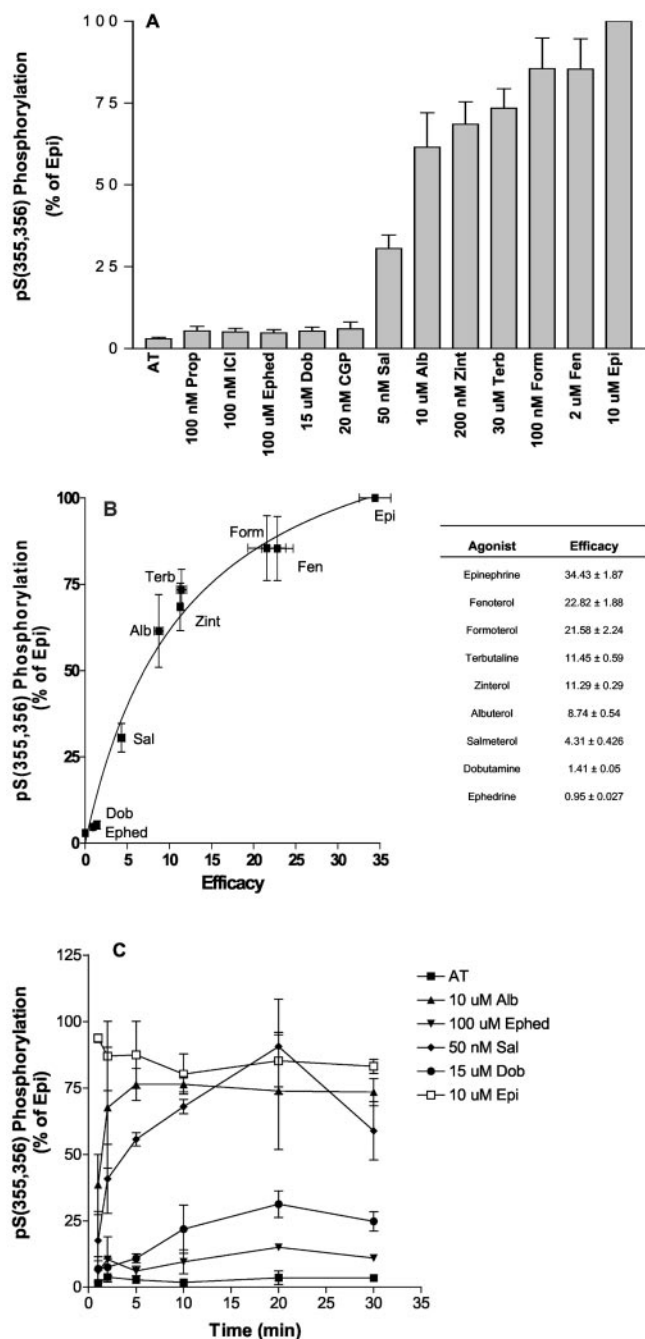 A
pS(355,356) Phosphorylation
(% of Epi)
100
75
50
25
0
AT
100 nM Prop
100 nM ICI
100 uM Ephed
15 uM Dob
20 nM CGP
50 nM Sal
10 uM Alb
200 nM Zint
30 uM Terb
100 nM Form
2 uM Fen
10 uM Epi
B
pS(355,356) Phosphorylation
(% of Epi)
100
75
50
25
0
Epi
Form
Fen
Terb
Zint
Alb
Sal
Dob
Ephed
0 5 10 15 20 25 30 35
Efficacy
Agonist Efficacy
Epinephrine 34.43 ± 1.87
Fenoterol 22.82 ± 1.88
Formoterol 21.58 ± 2.24
Terbutaline 11.45 ± 0.59
Zinterol 11.29 ± 0.29
Albuterol 8.74 ± 0.54
Salmeterol 4.31 ± 0.426
Dobutamine 1.41 ± 0.05
Ephedrine 0.95 ± 0.027
C
pS(355,356) Phosphorylation
(% of Epi)
125
100
75
50
25
0
0 5 10 15 20 25 30 35
Time (min)
AT
10 uM Alb
100 uM Ephed
50 nM Sal
15 uM Dob
10 uM Epi